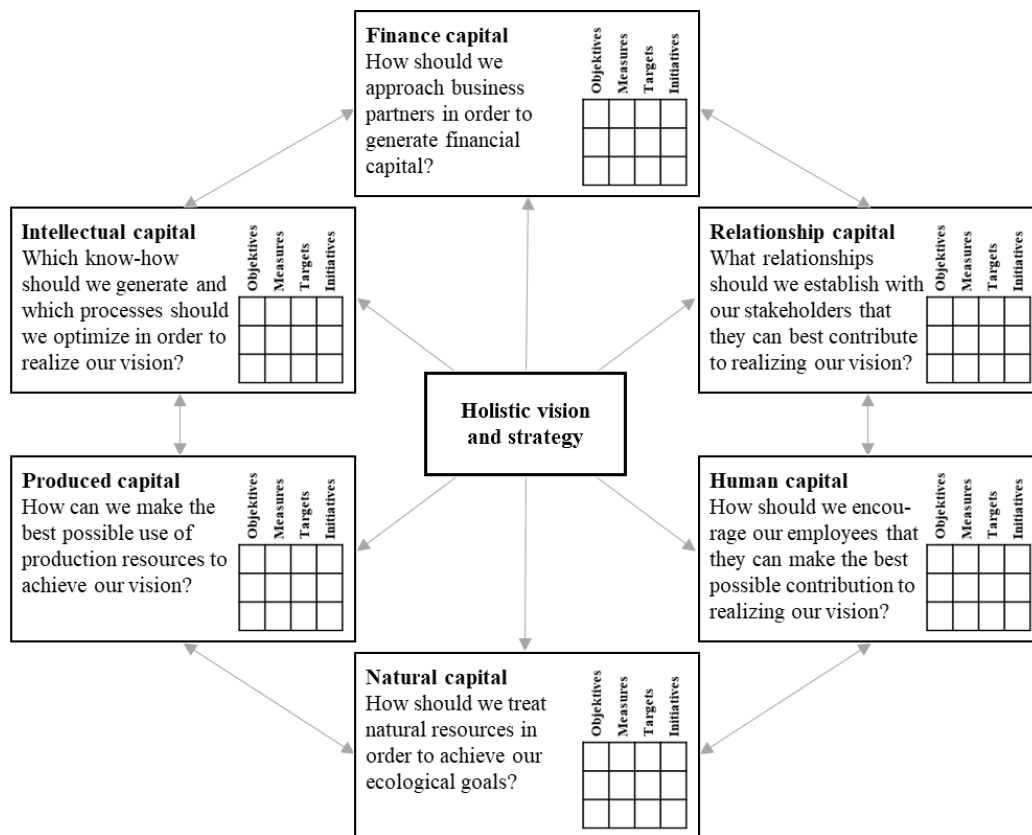 Finance capital
How should we
approach business
partners in order to
generate financial
capital?
Objektives
Measures
Targets
Initiatives
Intellectual capital
Which know-how
should we generate and
which processes should
we optimize in order to
realize our vision?
Objektives
Measures
Targets
Initiatives
Relationship capital
What relationships
should we establish with
our stakeholders that
they can best contribute
to realizing our vision?
Objektives
Measures
Targets
Initiatives
Holistic vision
and strategy
Produced capital
How can we make the
best possible use of
production resources to
achieve our vision?
Objektives
Measures
Targets
Initiatives
Human capital
How should we encou-
rage our employees that
they can make the best
possible contribution to
realizing our vision?
Objektives
Measures
Targets
Initiatives
Natural capital
How should we treat
natural resources in
order to achieve our
ecological goals?
Objektives
Measures
Targets
Initiatives